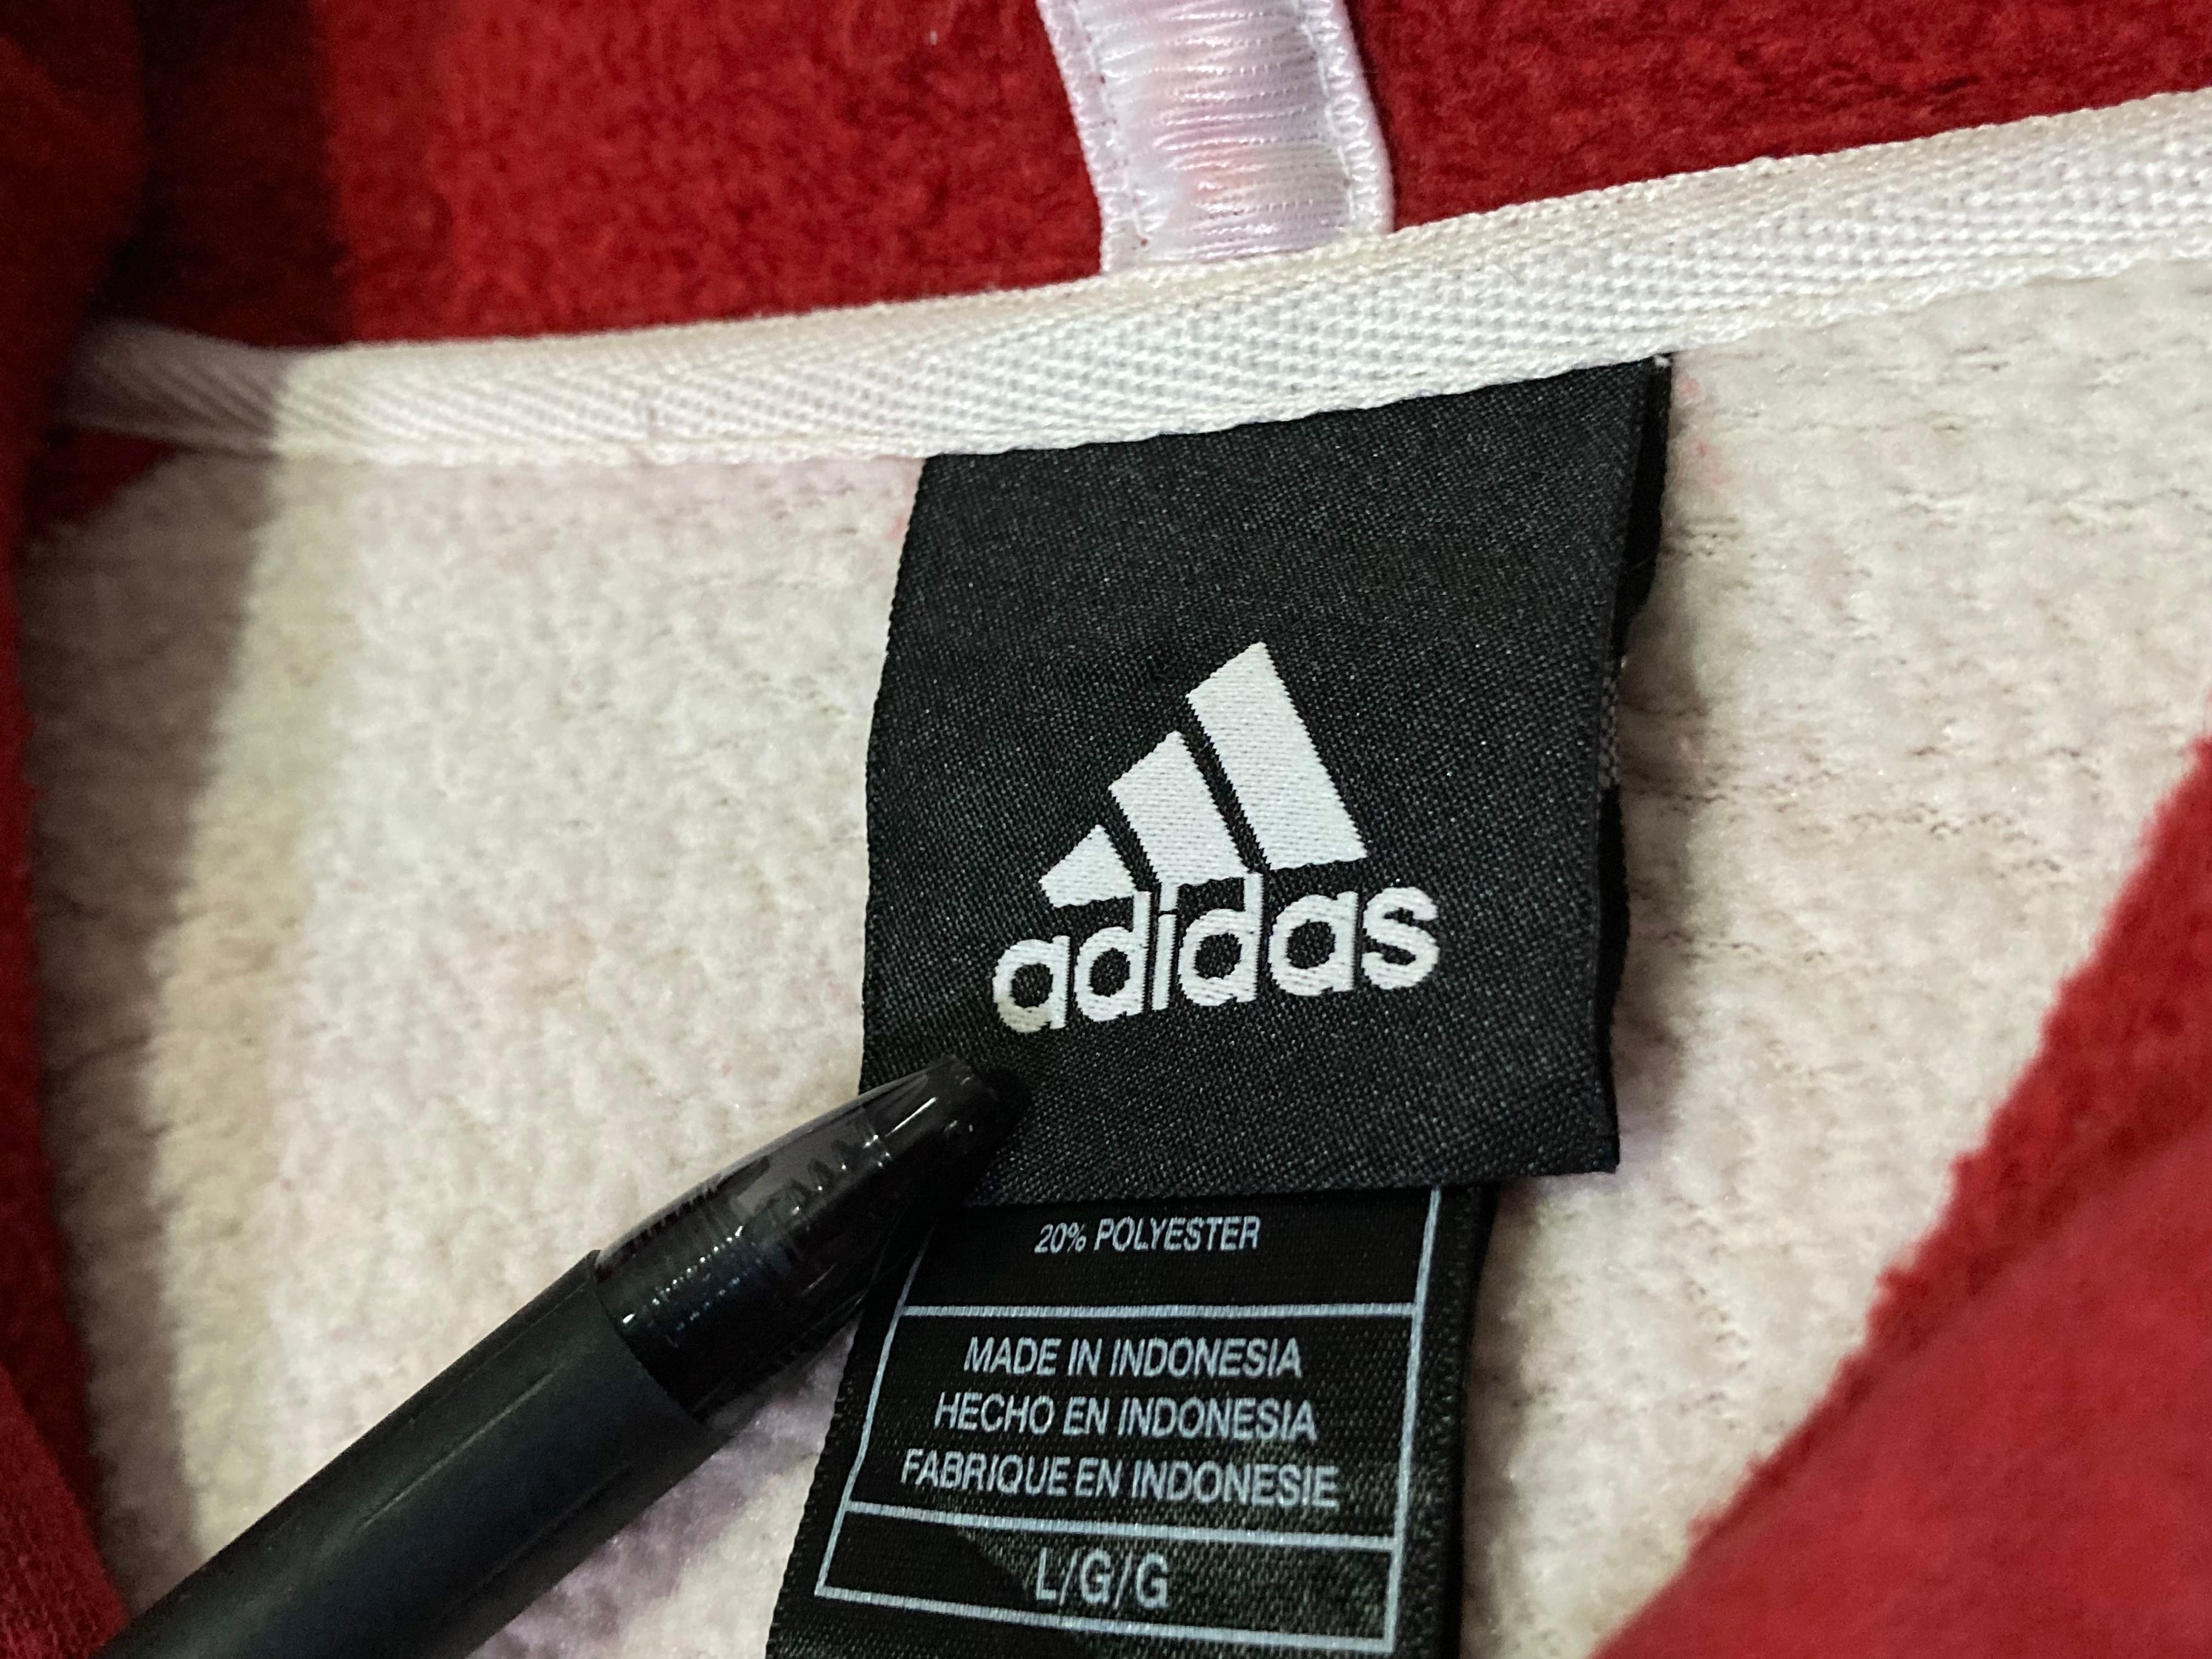 adidas
20% POLYESTER
MADE IN INDONESIA
HECHO EN INDONESIA
FABRIQUE EN INDONESIE
L/G/G